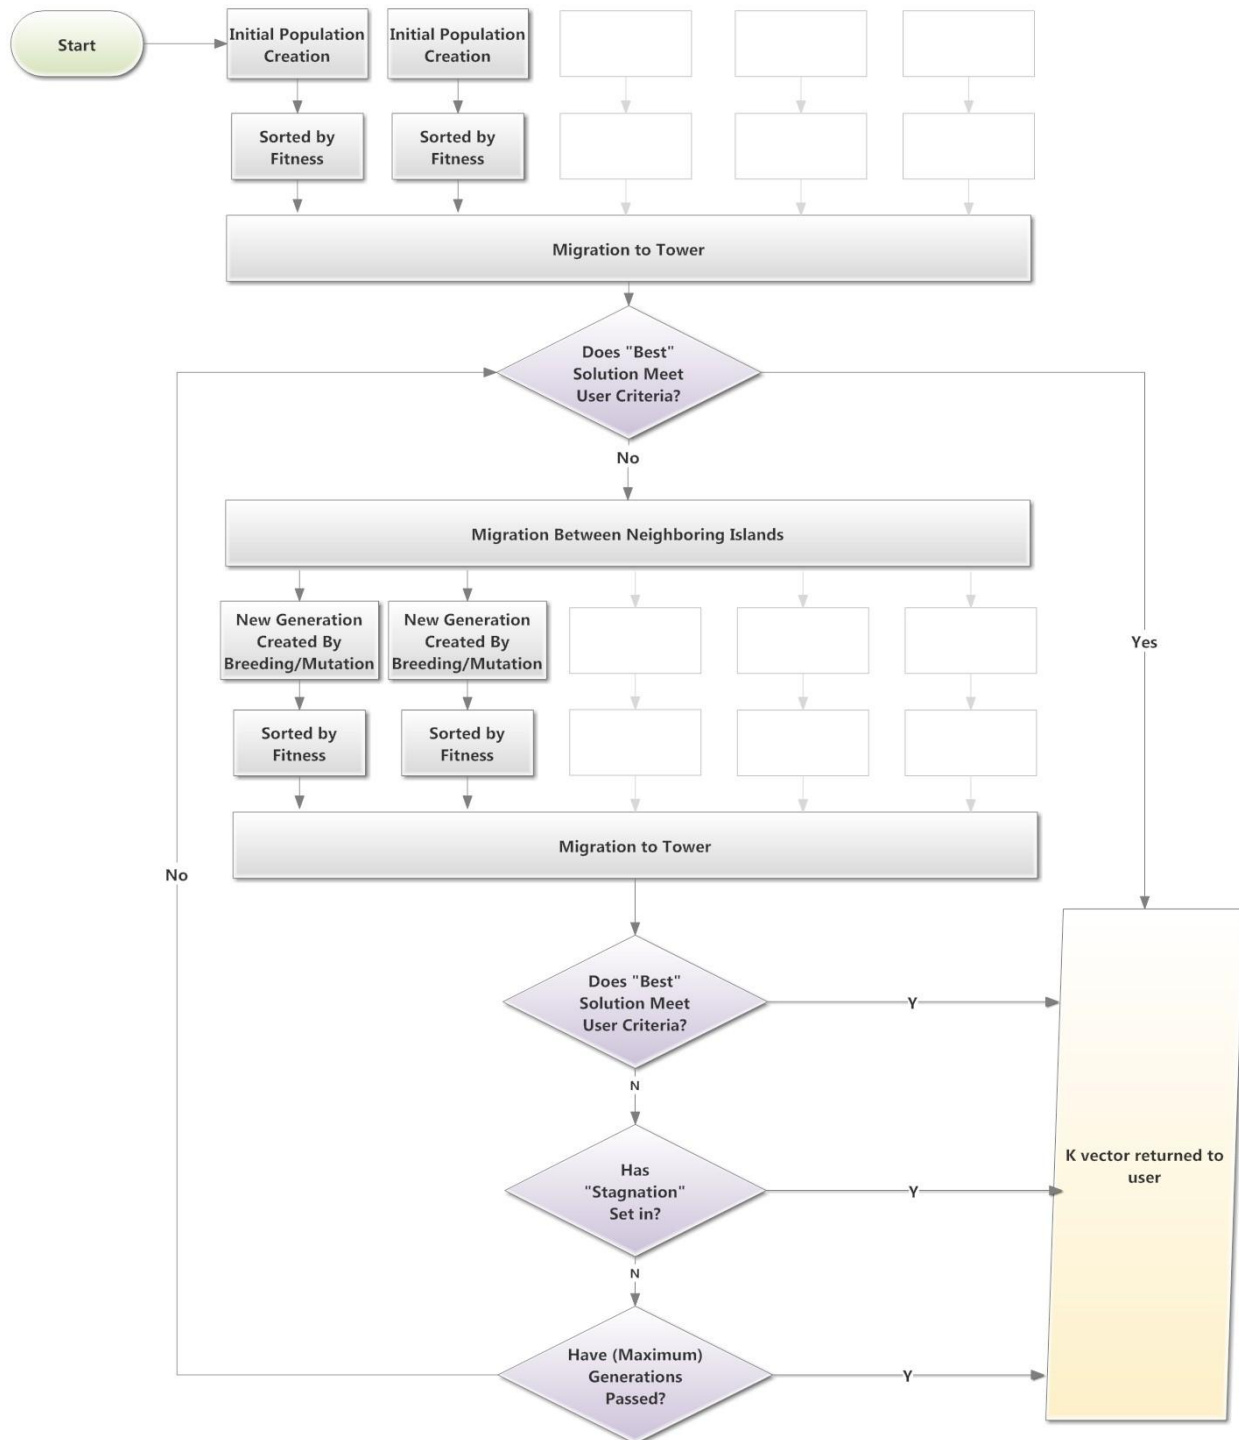 Start
Initial Population
Creation
Initial Population
Creation
Sorted by
Fitness
Sorted by
Fitness
Migration to Tower
Does "Best"
Solution Meet
User Criteria?
No
Migration Between Neighboring Islands
New Generation
Created By
Breeding/Mutation
New Generation
Created By
Breeding/Mutation
Yes
Sorted by
Fitness
Sorted by
Fitness
Migration to Tower
No
Does "Best"
Solution Meet
User Criteria?
Y
N
Has
"Stagnation"
Set in?
Y
K vector returned to
user
N
Have (Maximum)
Generations
Passed?
Y